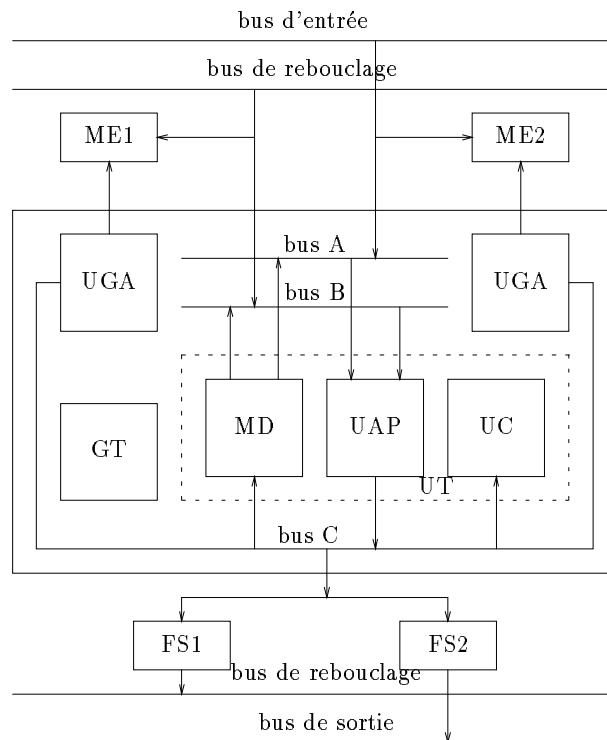 bus d'entrée
bus de rebouclage
ME1
ME2
bus A
UGA
bus B
UGA
MD
UAP
UC
GT
UT
bus C
FS1
FS2
bus de rebouclage
bus de sortie